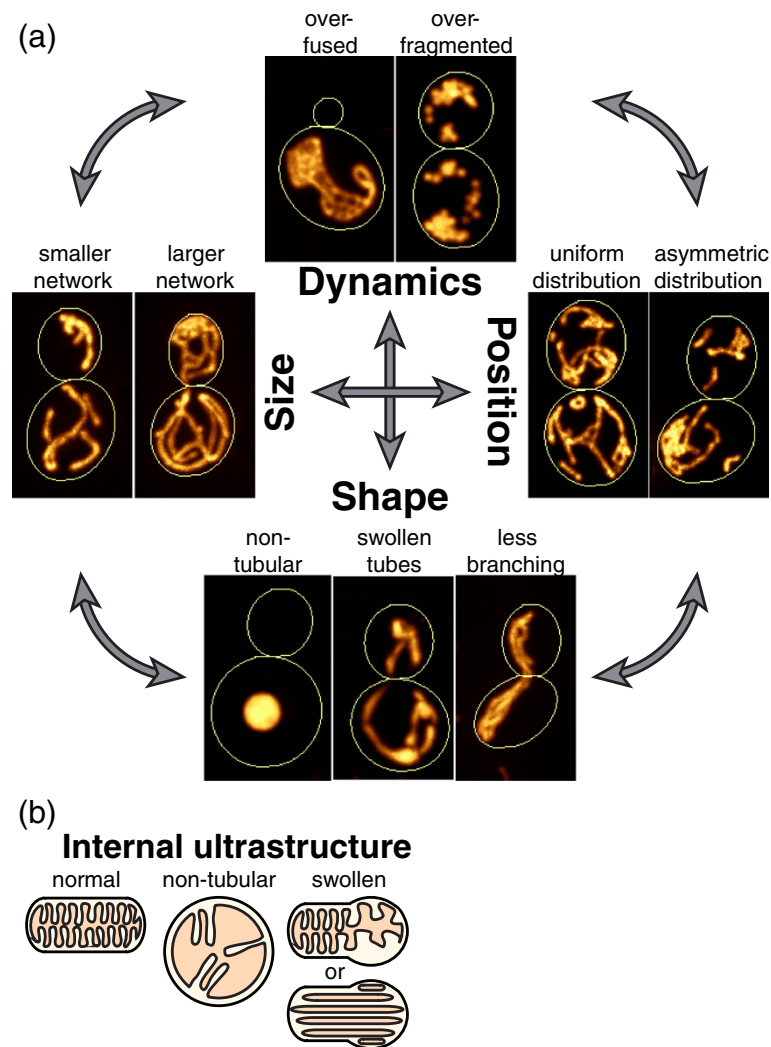 (a)
over-
fused
over-
fragmented
Dynamics
smaller
network
larger
network
Size
uniform
distribution
asymmetric
distribution
Position
Shape
non-
tubular
swollen
tubes
less
branching
(b)
Internal ultrastructure
normal
non-tubular
swollen
or